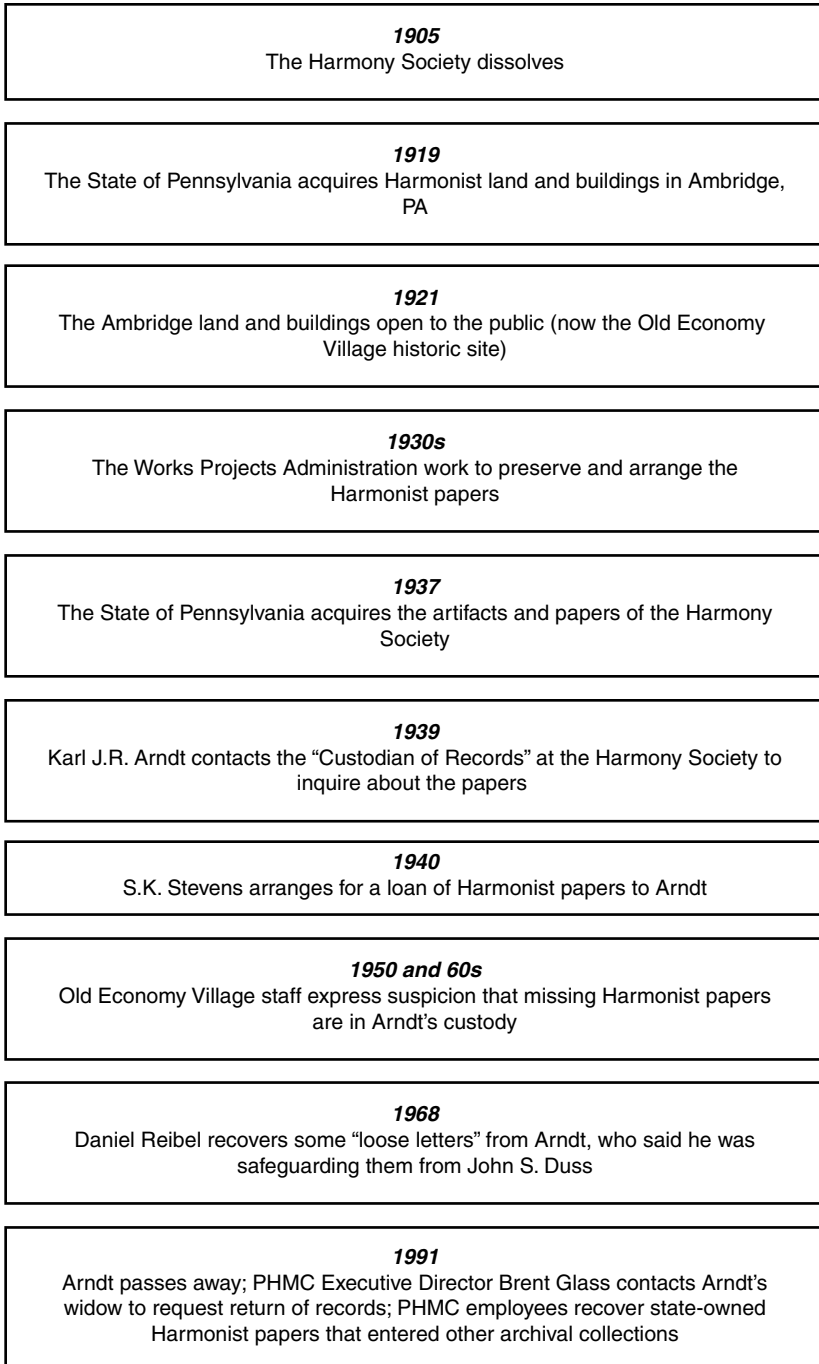 1905
The Harmony Society dissolves
1919
The State of Pennsylvania acquires Harmonist land and buildings in Ambridge,
PA
1921
The Ambridge land and buildings open to the public (now the Old Economy
Village historic site)
1930s
The Works Projects Administration work to preserve and arrange the
Harmonist papers
1937
The State of Pennsylvania acquires the artifacts and papers of the Harmony
Society
1939
Karl J.R. Arndt contacts the “Custodian of Records” at the Harmony Society to
inquire about the papers
1940
S.K. Stevens arranges for a loan of Harmonist papers to Arndt
1950 and 60s
Old Economy Village staff express suspicion that missing Harmonist papers
are in Arndt’s custody
1968
Daniel Reibel recovers some “loose letters” from Arndt, who said he was
safeguarding them from John S. Duss
1991
Arndt passes away; PHMC Executive Director Brent Glass contacts Arndt’s
widow to request return of records; PHMC employees recover state-owned
Harmonist papers that entered other archival collections